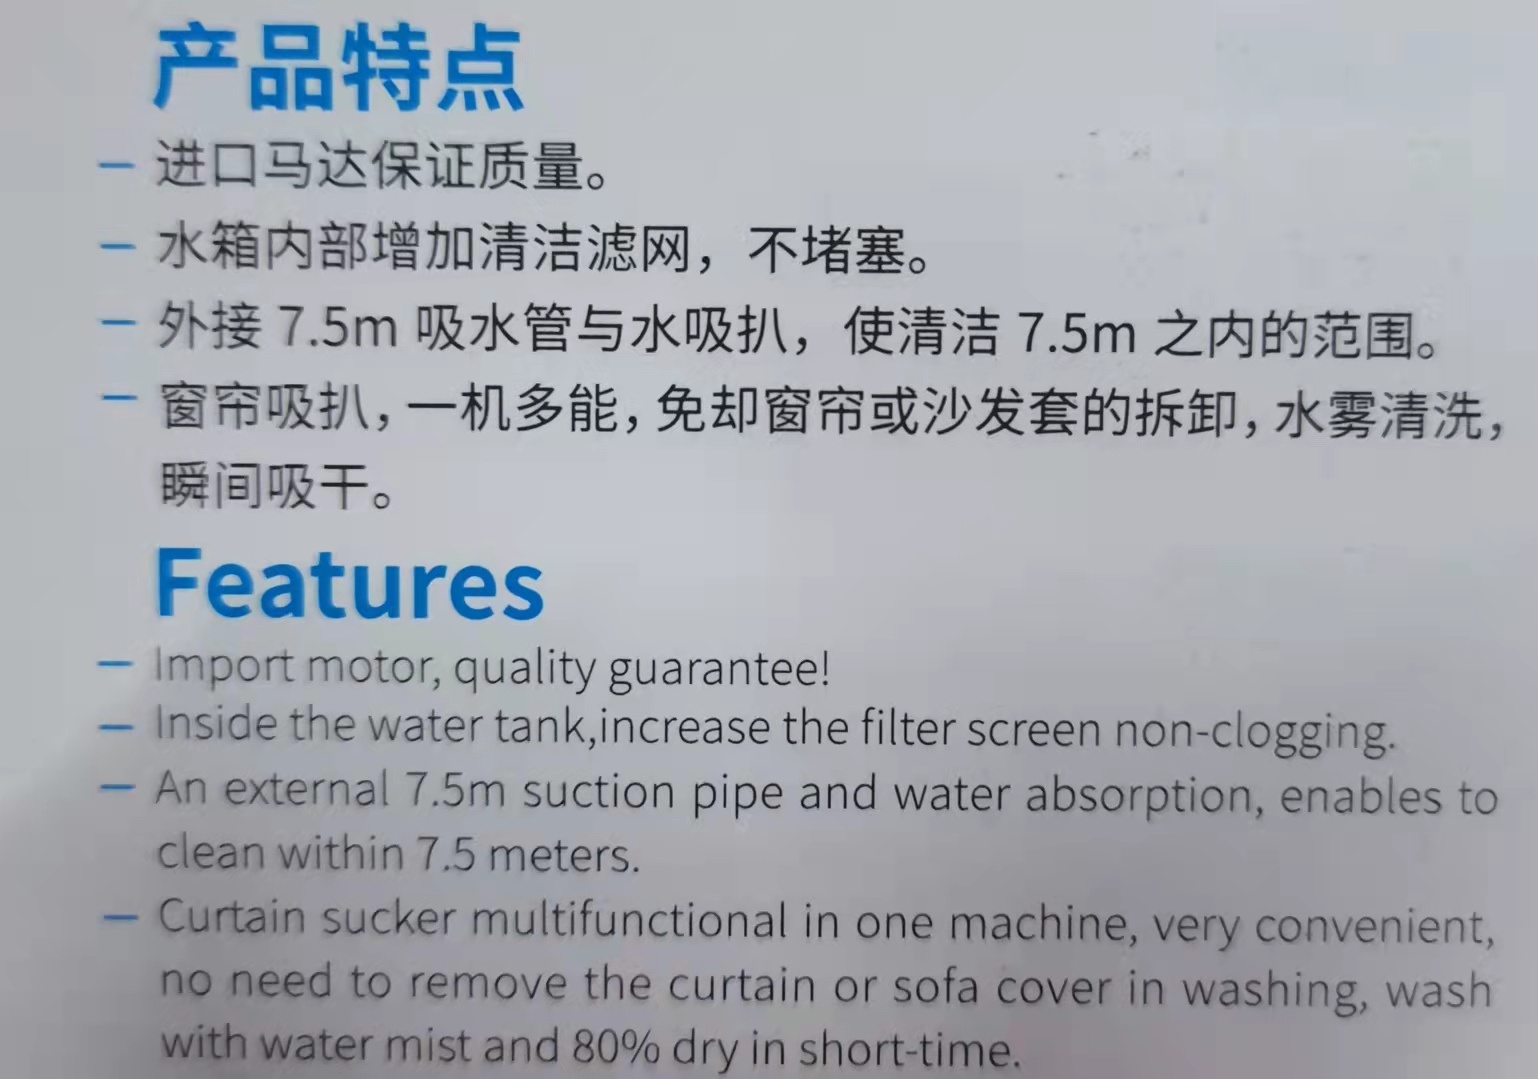 产品特点
— 进口马达保证质量。
— 水箱内部增加清洁滤网，不堵塞。
— 外接 7.5m 吸水管与水吸扒，使清洁 7.5m 之内的范围。
— 窗帘吸扒，一机多能，免却窗帘或沙发套的拆卸，水雾清洗，
瞬间吸干。
Features
— Import motor, quality guarantee!
— Inside the water tank,increase the filter screen non-clogging.
— An external 7.5m suction pipe and water absorption, enables to
clean within 7.5 meters.
— Curtain sucker multifunctional in one machine, very convenient,
no need to remove the curtain or sofa cover in washing, wash
with water mist and 80% dry in short-time.